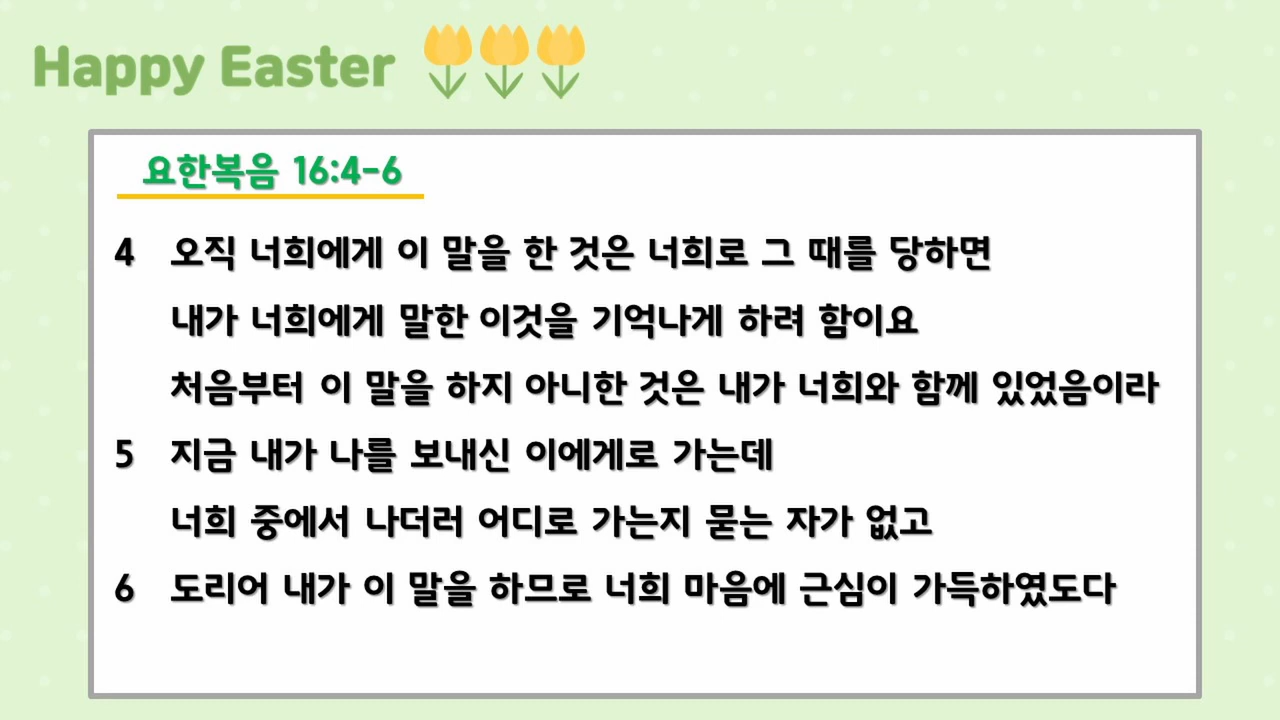 Happy Easter
요한복음 16:4-6
4 오직 너희에게 이 말을 한 것은 너희로 그 때를 당하면
내가 너희에게 말한 이것을 기억나게 하려 함이요
처음부터 이 말을 하지 아니한 것은 내가 너희와 함께 있었음이라
5 지금 내가 나를 보내신 이에게로 가는데
너희 중에서 나더러 어디로 가는지 묻는 자가 없고
6 도리어 내가 이 말을 하므로 너희 마음에 근심이 가득하였도다